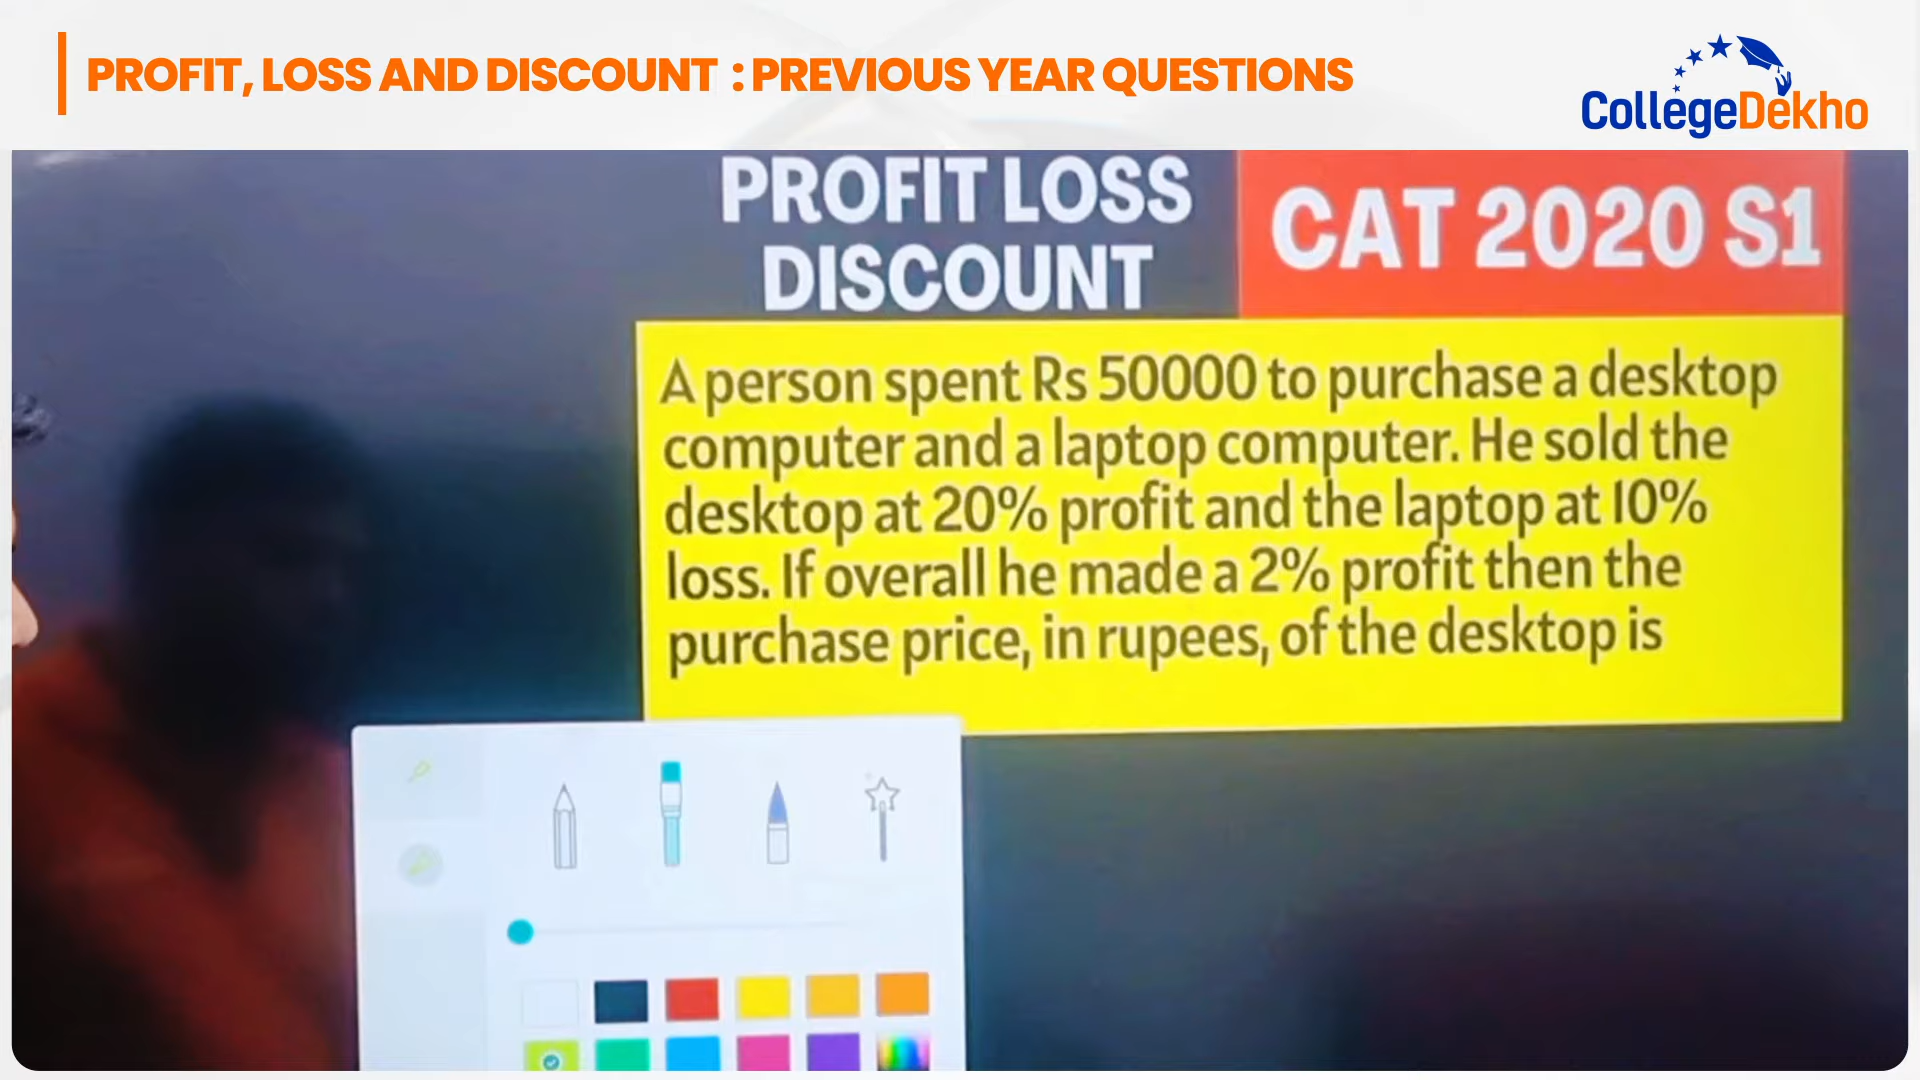 PROFIT, LOSS AND DISCOUNT : PREVIOUS YEAR QUESTIONS
CollegeDekho
PROFIT LOSS
DISCOUNT
CAT 2020 S1
A person spent Rs 50000 to purchase a desktop
computer and a laptop computer. He sold the
desktop at 20% profit and the laptop at 10%
loss. If overall he made a 2% profit then the
purchase price, in rupees, of the desktop is